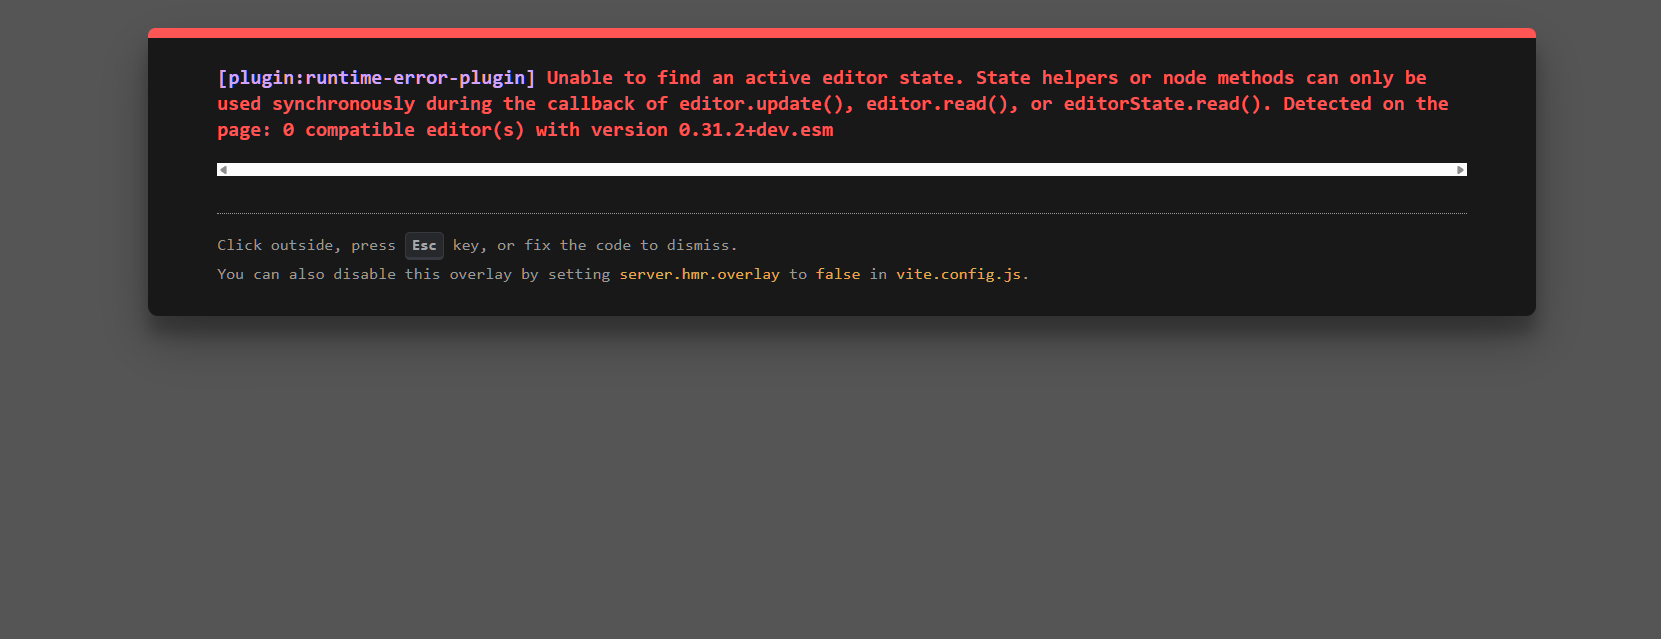 [plugin:runtime-error-plugin] Unable to find an active editor state. State helpers or node methods can only be
used synchronously during the callback of editor.update(), editor.read(), or editorState.read(). Detected on the
page: 0 compatible editor(s) with version 0.31.2+dev.esm
Click outside, press Esc key, or fix the code to dismiss.
You can also disable this overlay by setting server.hmr.overlay to false in vite.config.js.